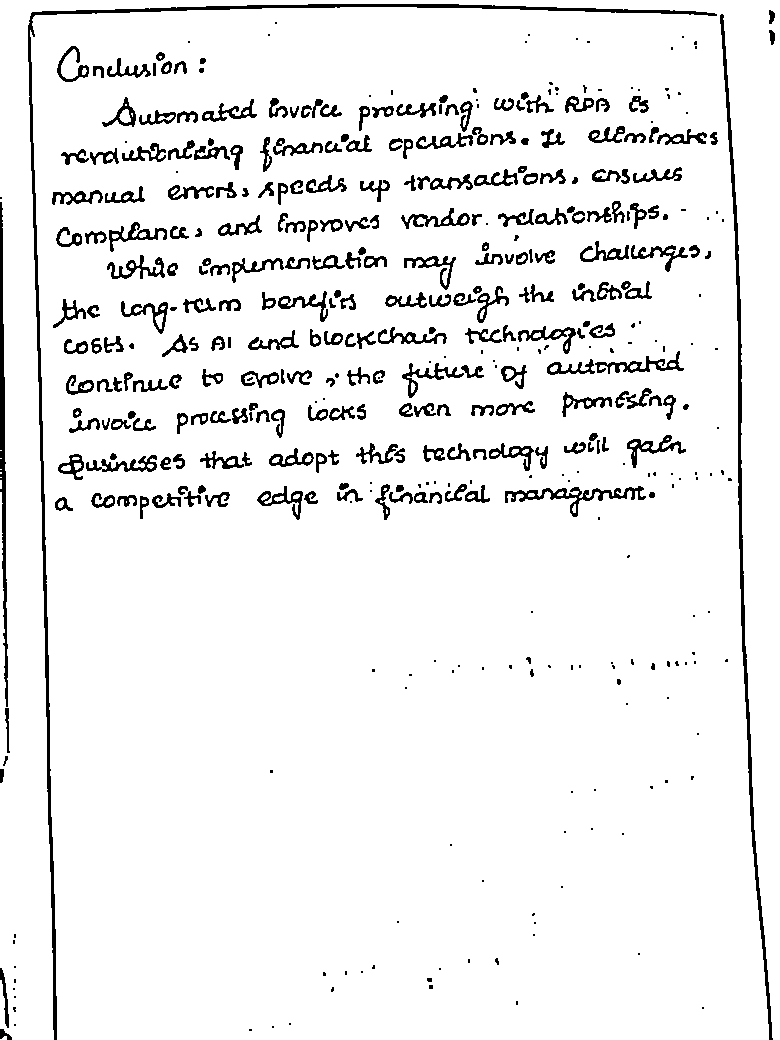 Conclusion :
Automated invoice processing with RPA is
revolutionizing financial operations. It eliminates
manual errors, speeds up transactions, ensures
Compliance, and improves vendor relationships.
While implementation may involve challenges,
the long-term benefits outweigh the initial
costs. As AI and blockchain technologies
continue to evolve, the future of automated
invoice processing looks even more promising.
Businesses that adopt this technology will gain
a competitive edge in financial management.